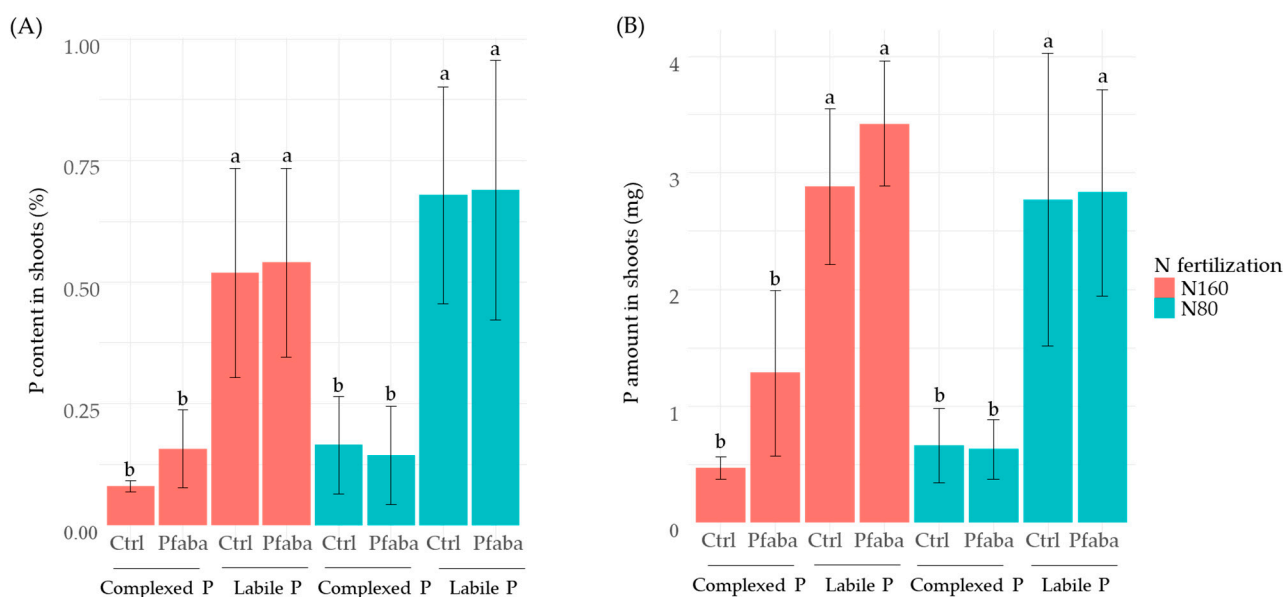 (A)
P content in shoots (%)
1.00
0.75
0.50
0.25
0.00
b
b
a
a
b
b
a
a
Ctrl Pfaba Ctrl Pfaba Ctrl Pfaba Ctrl Pfaba
Complexed P Labile P Complexed P Labile P
(B)
P amount in shoots (mg)
4
3
2
1
0
b
b
a
a
b
b
a
a
Ctrl Pfaba Ctrl Pfaba Ctrl Pfaba Ctrl Pfaba
Complexed P Labile P Complexed P Labile P
N fertilization
N160
N80